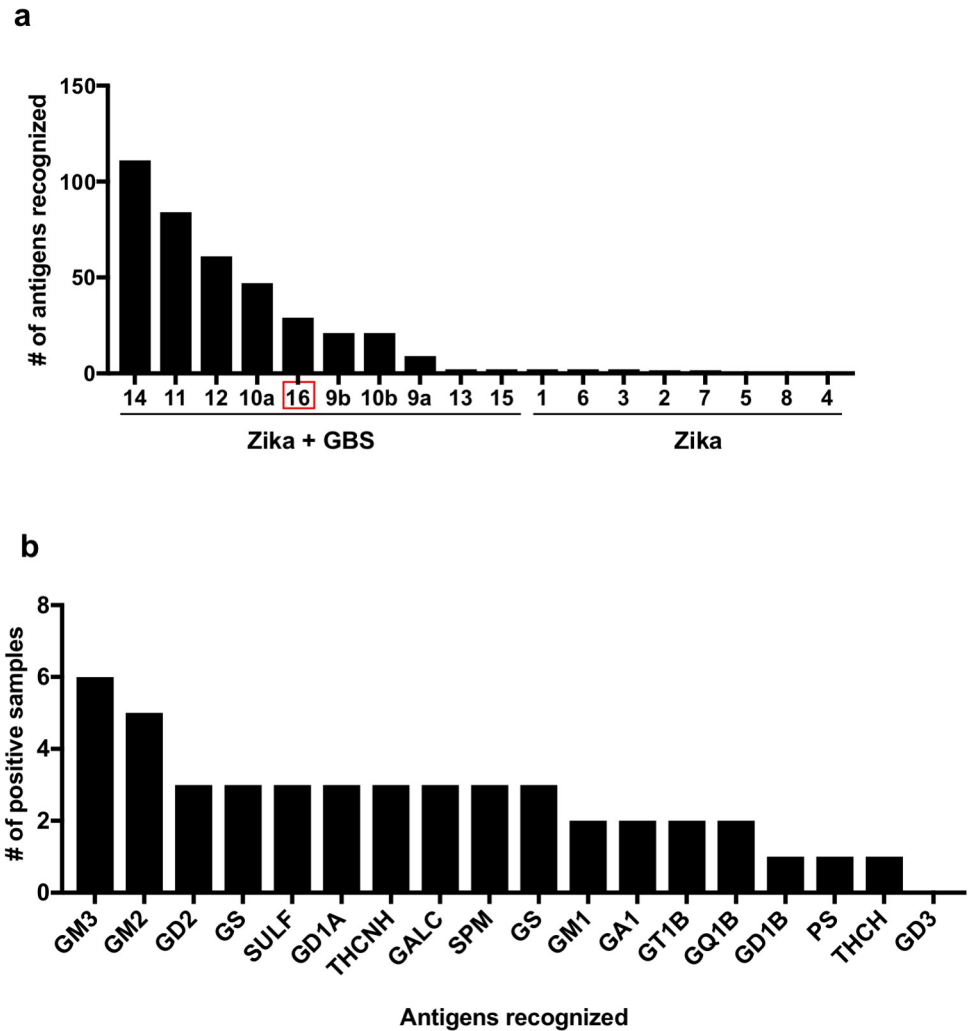 a
# of antigens recognized
150
100
50
0
14 11 12 10a 16 9b 10b 9a 13 15 1 6 3 2 7 5 8 4
Zika + GBS Zika
b
# of positive samples
8
6
4
2
0
GM3 GM2 GD2 GS SULF GD1A THCNH GALC SPM GS GM1 GA1 GT1B GQ1B GD1B PS THCH GD3
Antigens recognized